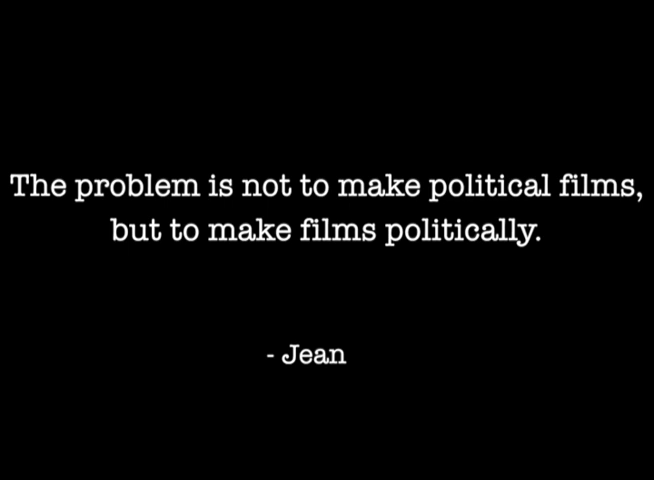 The problem is not to make political films,
but to make films politically.
- Jean